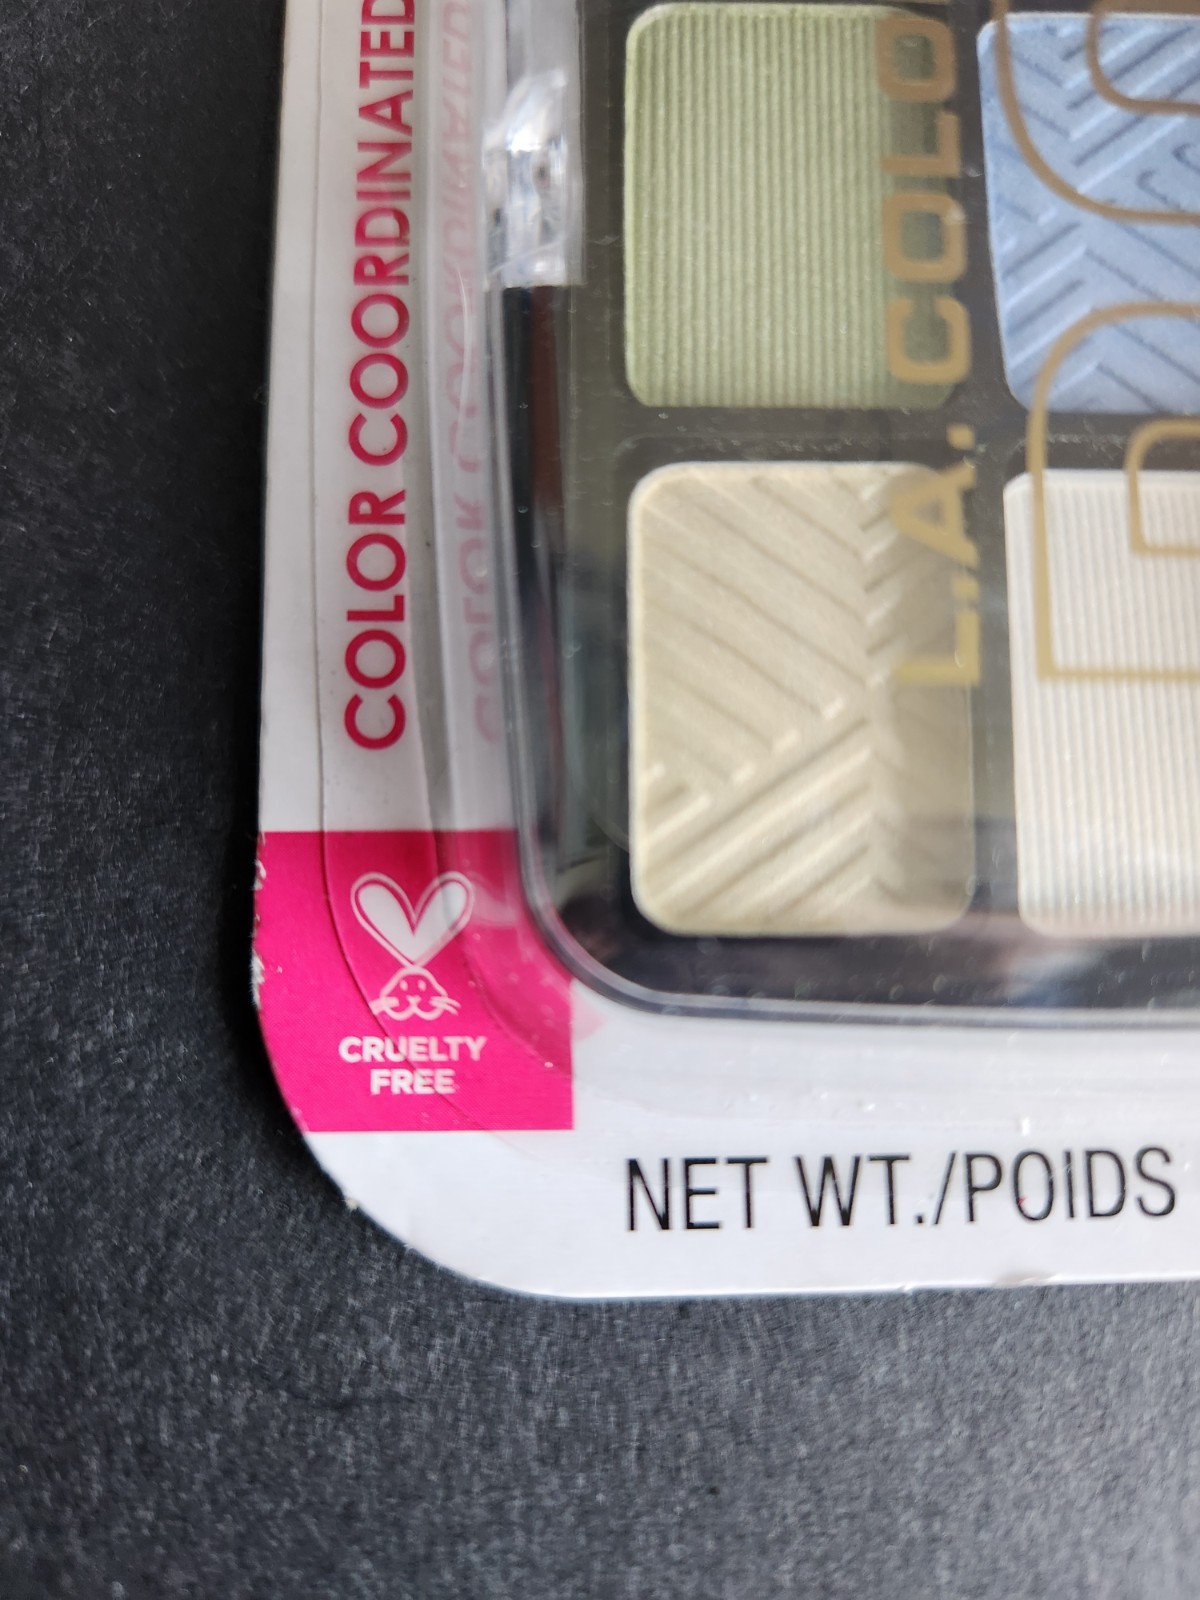 COLOR COORDINATED
L.A. COLO
CRUELTY
FREE
NET WT./POIDS